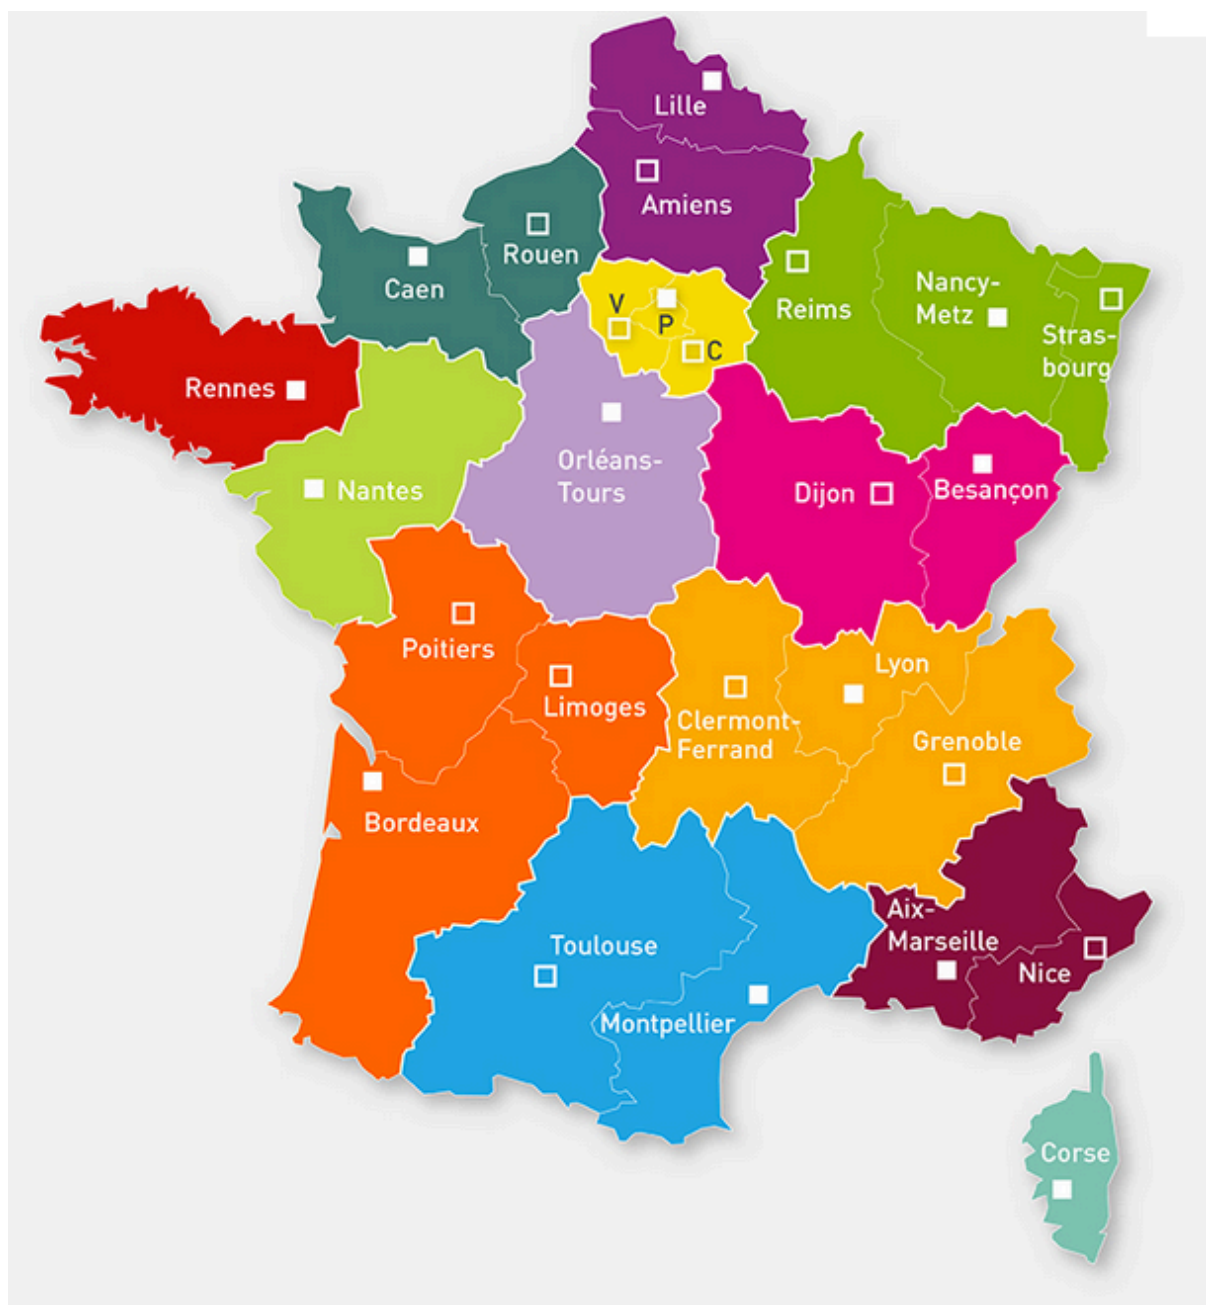 Lille
Amiens
Rouen
Caen
Reims
Nancy-
Metz
Stras-
bourg
V
P
C
Rennes
Orléans-
Tours
Nantes
Dijon
Besançon
Poitiers
Limoges
Lyon
Clermont-
Ferrand
Grenoble
Bordeaux
Aix-
Marseille
Nice
Toulouse
Montpellier
Corse